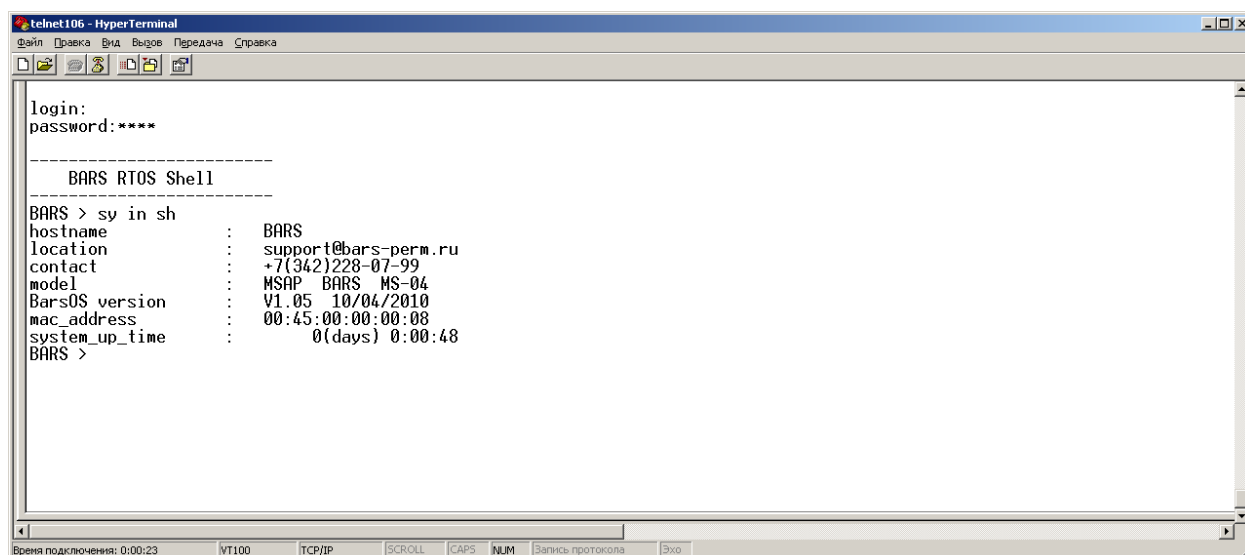 telnet106 - HyperTerminal
Файл Правка Вид Вызов Передача Справка
login:
password:****
-------------------------
BARS RTOS Shell
-------------------------
BARS > sy in sh
hostname : BARS
location : support@bars-perm.ru
contact : +7(342)228-07-99
model : MSAP BARS MS-04
BarsOS version : V1.05 10/04/2010
mac_address : 00:45:00:00:00:08
system_up_time : 0(days) 0:00:48
BARS >
Время подключения: 0:00:23 VT100 TCP/IP SCROLL CAPS NUM Запись протокола Эхо